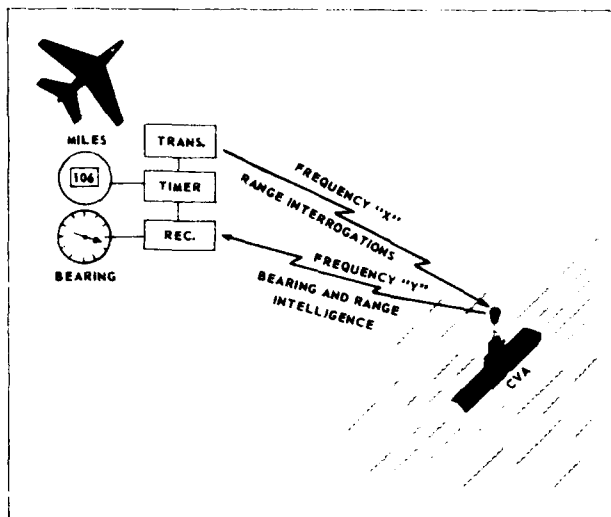 MILES
TRANS.
106
TIMER
REC.
BEARING
FREQUENCY "X"
RANGE INTERROGATIONS
FREQUENCY "Y"
BEARING AND RANGE
INTELLIGENCE
CVA